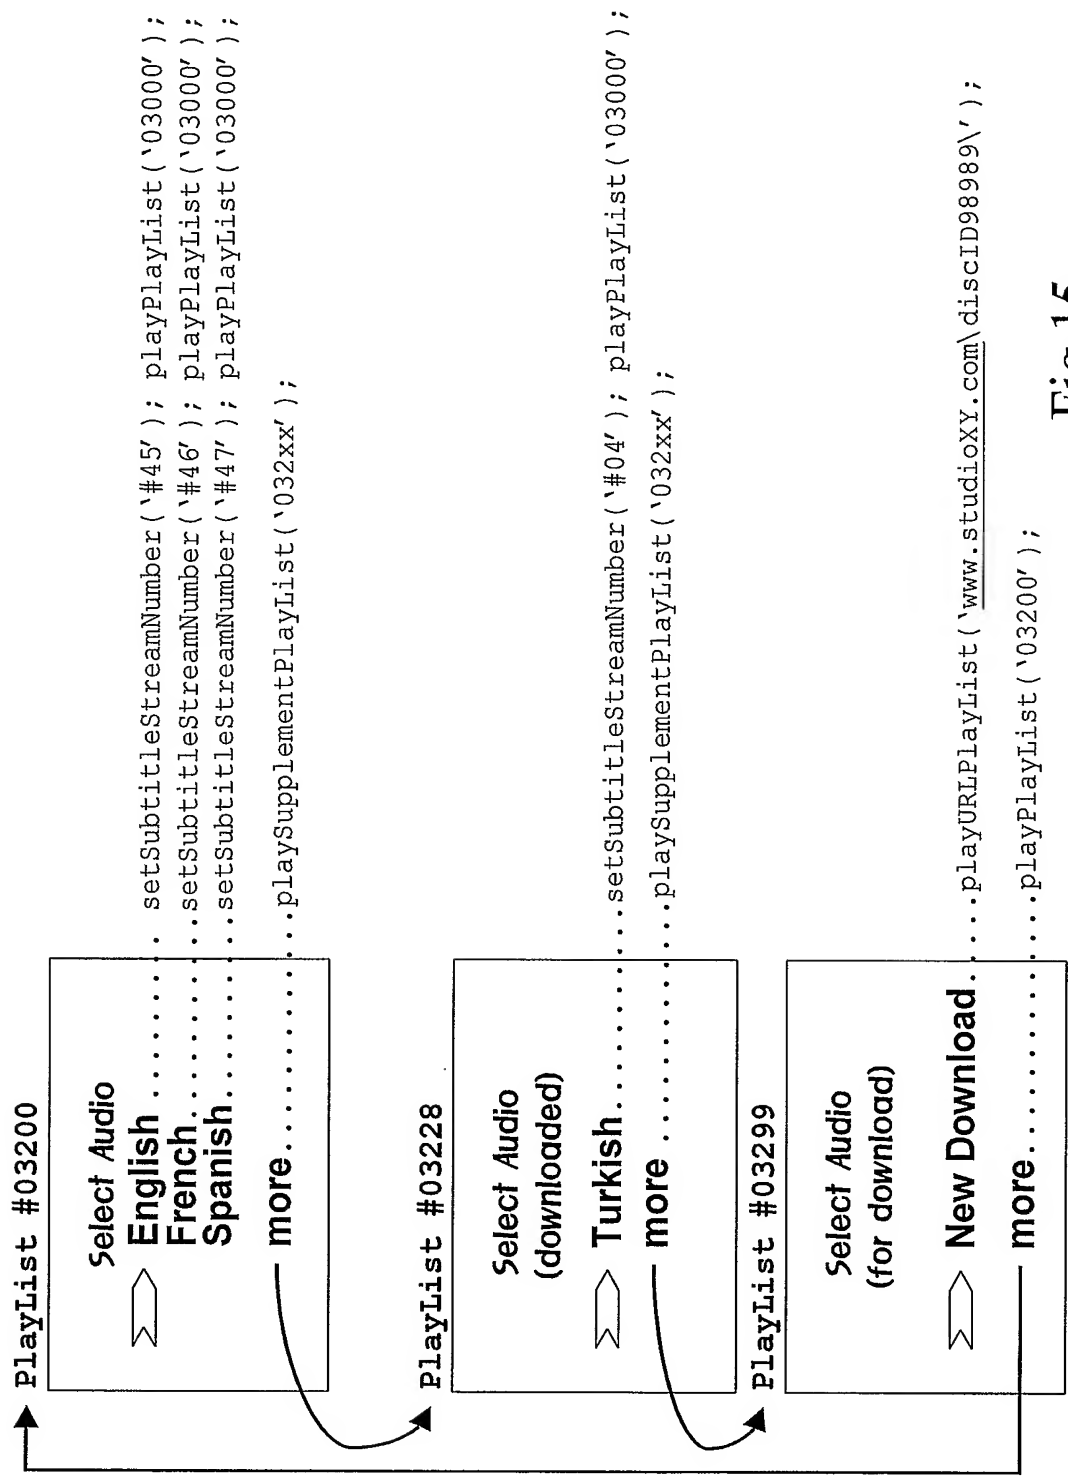 PlayList #03200
Select Audio
English ........ setSubtitleStreamNumber(‵#45′); playPlayList(‵03000′);
French..........setSubtitleStreamNumber(‵#46′); playPlayList(‵03000′);
Spanish.........setSubtitleStreamNumber(‵#47′); playPlayList(‵03000′);
more..............playSupplementPlayList(‵032xx′);
PlayList #03228
Select Audio
(downloaded)
Turkish...........setSubtitleStreamNumber(‵#04′); playPlayList(‵03000′);
more ..............playSupplementPlayList(‵032xx′);
PlayList #03299
Select Audio
(for download)
New Download.....playURLPlayList(‵www.studioXY.com\discID98989\′);
more..............playPlayList(‵03200′);
Fig 15